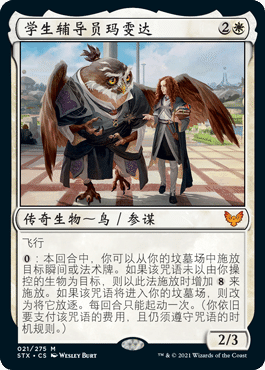 学生辅导员玛雯达 2
传奇生物~鸟 / 参谋
飞行
0：本回合中，你可以从你的坟墓场中施放
目标瞬间或法术牌。如果该咒语未以由你操
控的生物为目标，则以此法施放时增加 8 来
施放。如果该咒语将进入你的坟墓场，则改
为将它放逐。每回合只能起动一次。（你依旧
要支付该咒语的费用，且仍须遵守该咒语的时
机规则。）
2/3
021/275 M
STX • CS WESLEY BURT
™ & © 2021 Wizards of the Coast